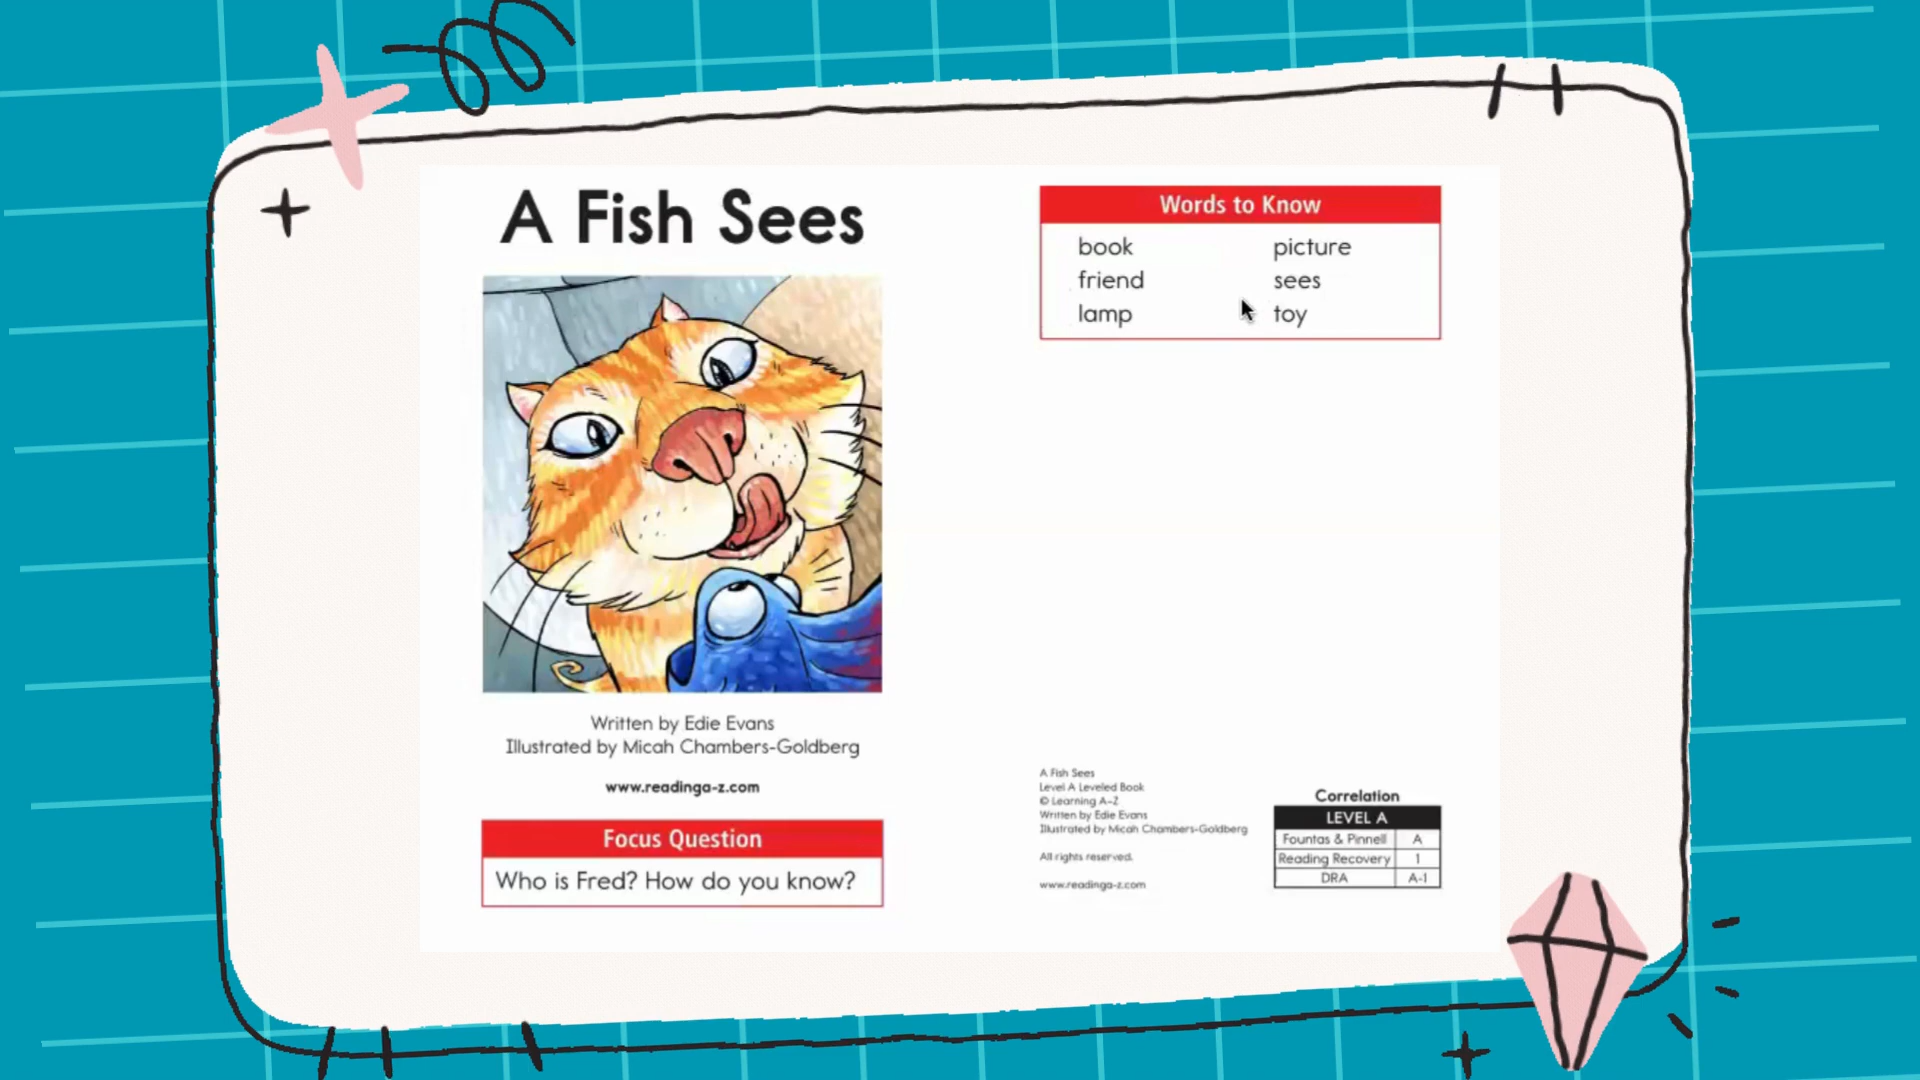 A Fish Sees
Written by Edie Evans
Illustrated by Micah Chambers-Goldberg
www.readinga-z.com
Focus Question
Who is Fred? How do you know?
Words to Know
book picture
friend sees
lamp toy
A Fish Sees
Level A Leveled Book
© Learning A–Z
Written by Edie Evans
Illustrated by Micah Chambers-Goldberg
All rights reserved.
www.readinga-z.com
Correlation
LEVEL A
Fountas & Pinnell A
Reading Recovery 1
DRA A-1